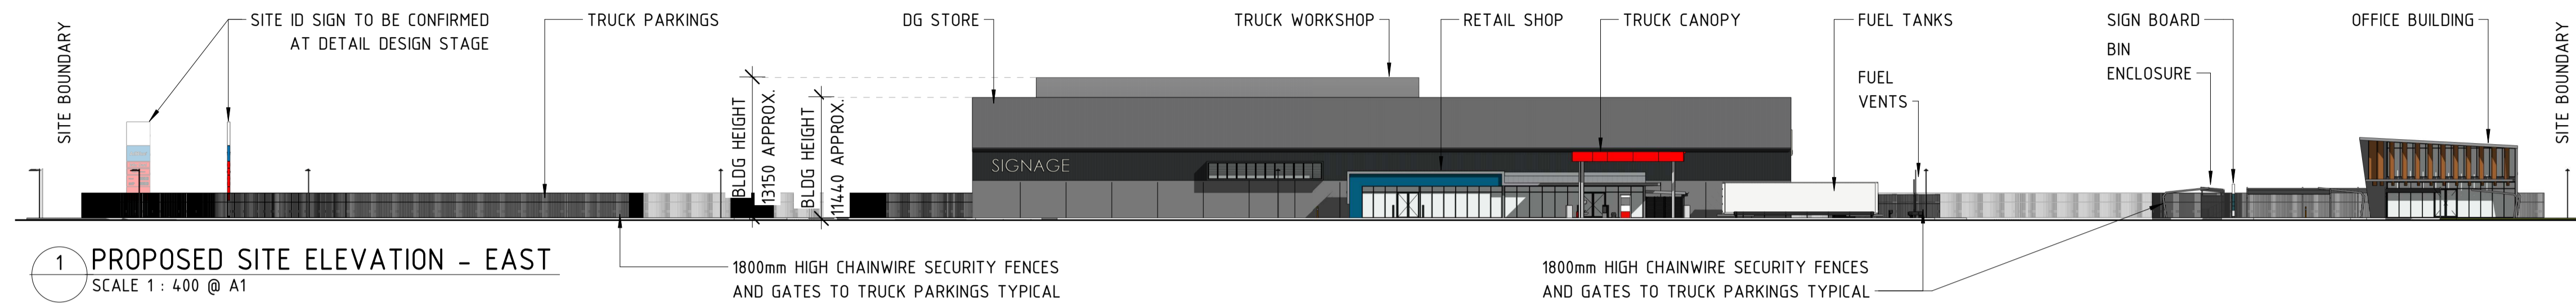 SITE BOUNDARY
SITE ID SIGN TO BE CONFIRMED
AT DETAIL DESIGN STAGE
TRUCK PARKINGS
BLDG HEIGHT
13150 APPROX.
BLDG HEIGHT
11440 APPROX.
DG STORE
TRUCK WORKSHOP
RETAIL SHOP
TRUCK CANOPY
FUEL TANKS
FUEL
VENTS
SIGN BOARD
BIN
ENCLOSURE
OFFICE BUILDING
SITE BOUNDARY
SIGNAGE
1 PROPOSED SITE ELEVATION - EAST
SCALE 1 : 400 @ A1
1800mm HIGH CHAINWIRE SECURITY FENCES
AND GATES TO TRUCK PARKINGS TYPICAL
1800mm HIGH CHAINWIRE SECURITY FENCES
AND GATES TO TRUCK PARKINGS TYPICAL